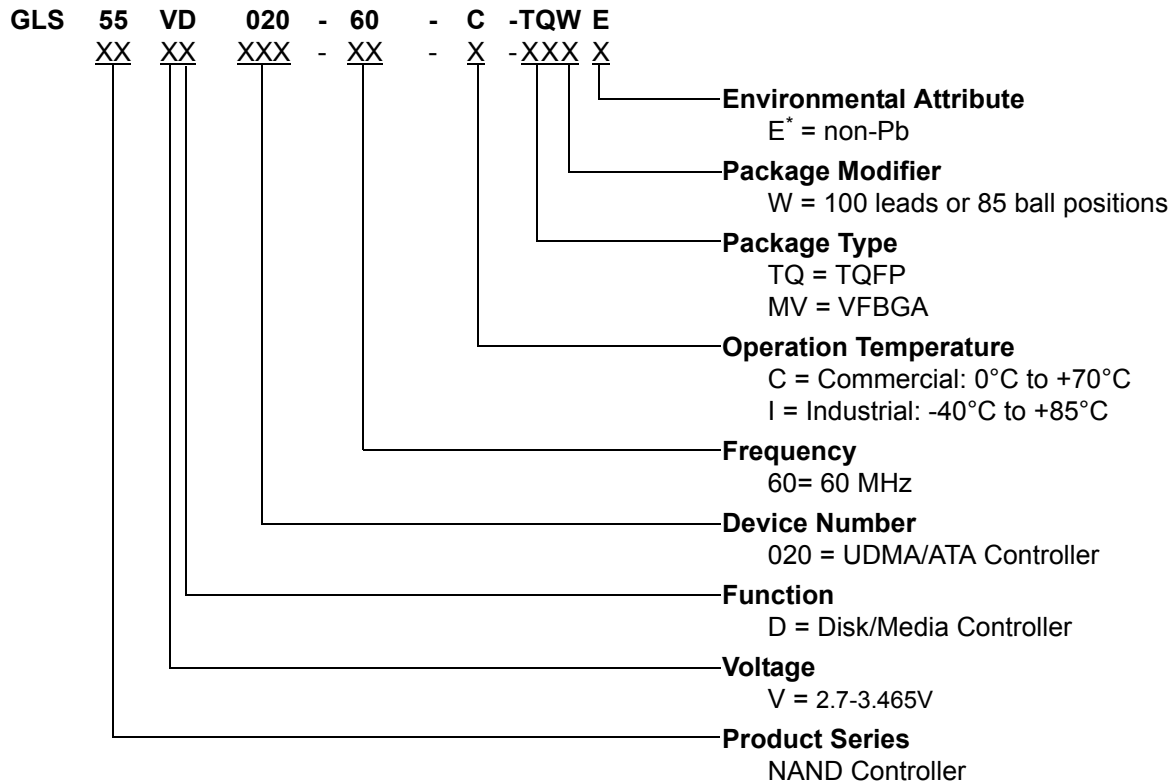 GLS 55 VD 020 - 60 - C -TQW E
XX XX XXX - XX - X -XXX X
Environmental Attribute
E* = non-Pb
Package Modifier
W = 100 leads or 85 ball positions
Package Type
TQ = TQFP
MV = VFBGA
Operation Temperature
C = Commercial: 0°C to +70°C
I = Industrial: -40°C to +85°C
Frequency
60= 60 MHz
Device Number
020 = UDMA/ATA Controller
Function
D = Disk/Media Controller
Voltage
V = 2.7-3.465V
Product Series
NAND Controller